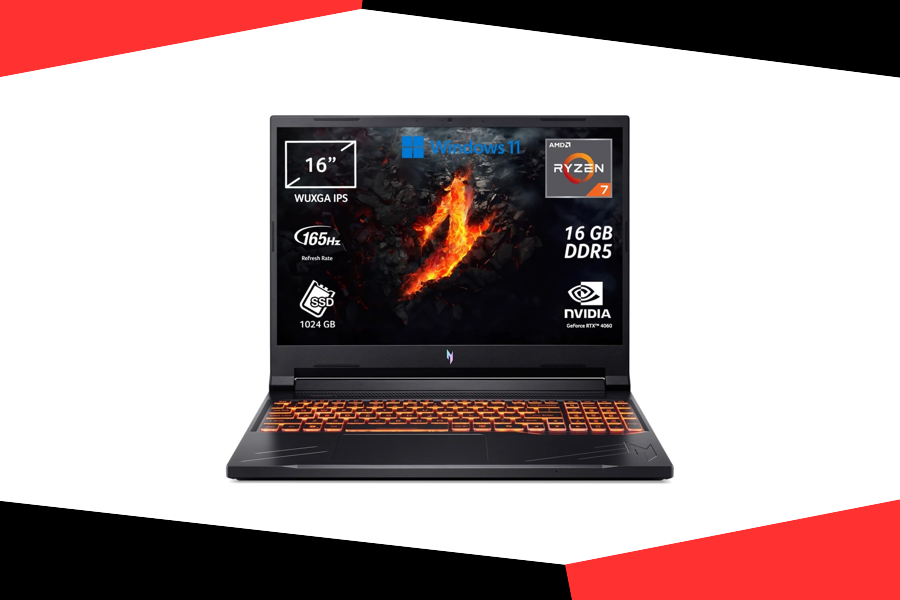 Windows 11
16”
WUXGA IPS
165Hz
Refresh Rate
SSD
1024 GB
AMD
RYZEN
7
16 GB
DDR5
NVIDIA
GeForce RTX™ 4060